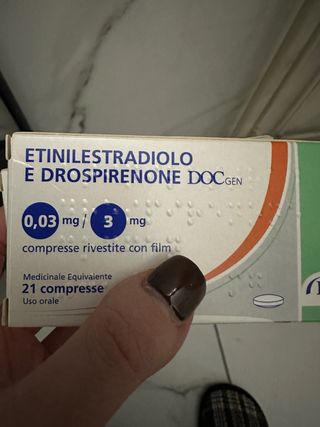 ETINILESTRADIOLO
E DROSPIRENONE DOC GEN
0,03 mg / 3 mg
compresse rivestite con film
Medicinale Equivalente
21 compresse
Uso orale